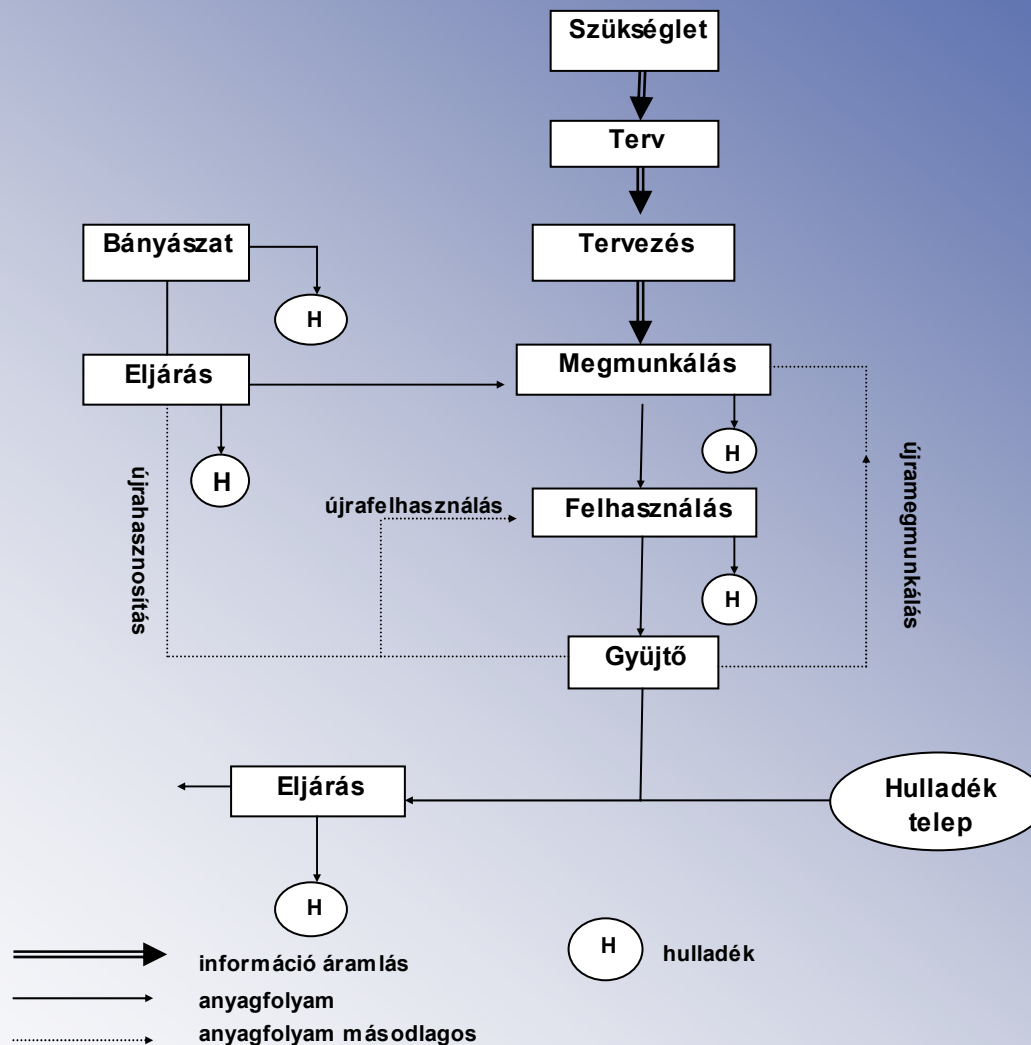 Szükséglet
Terv
Bányászat
Tervezés
H
Eljárás
Megmunkálás
H
H
újrahasznosítás
újrafelhasználás
Felhasználás
újramegmunkálás
H
Gyüjtő
Eljárás
Hulladék
telep
H
H
hulladék
információ áramlás
anyagfolyam
anyagfolyam másodlagos